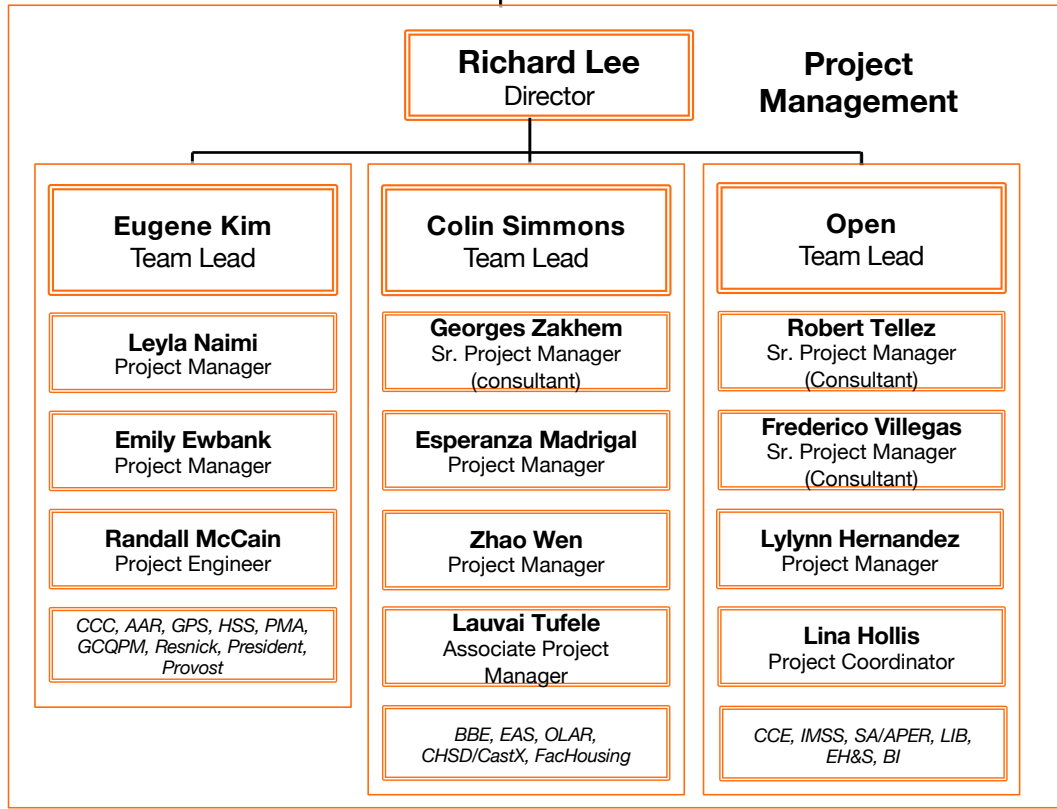 Richard Lee
Director
Project
Management
Eugene Kim
Team Lead
Leyla Naimi
Project Manager
Emily Ewbank
Project Manager
Randall McCain
Project Engineer
CCC, AAR, GPS, HSS, PMA,
GCQPM, Resnick, President,
Provost
Colin Simmons
Team Lead
Georges Zakhem
Sr. Project Manager
(consultant)
Esperanza Madrigal
Project Manager
Zhao Wen
Project Manager
Lauvai Tufele
Associate Project
Manager
BBE, EAS, OLAR,
CHSD/CastX, FacHousing
Open
Team Lead
Robert Tellez
Sr. Project Manager
(Consultant)
Frederico Villegas
Sr. Project Manager
(Consultant)
Lylynn Hernandez
Project Manager
Lina Hollis
Project Coordinator
CCE, IMSS, SA/APER, LIB,
EH&S, BI